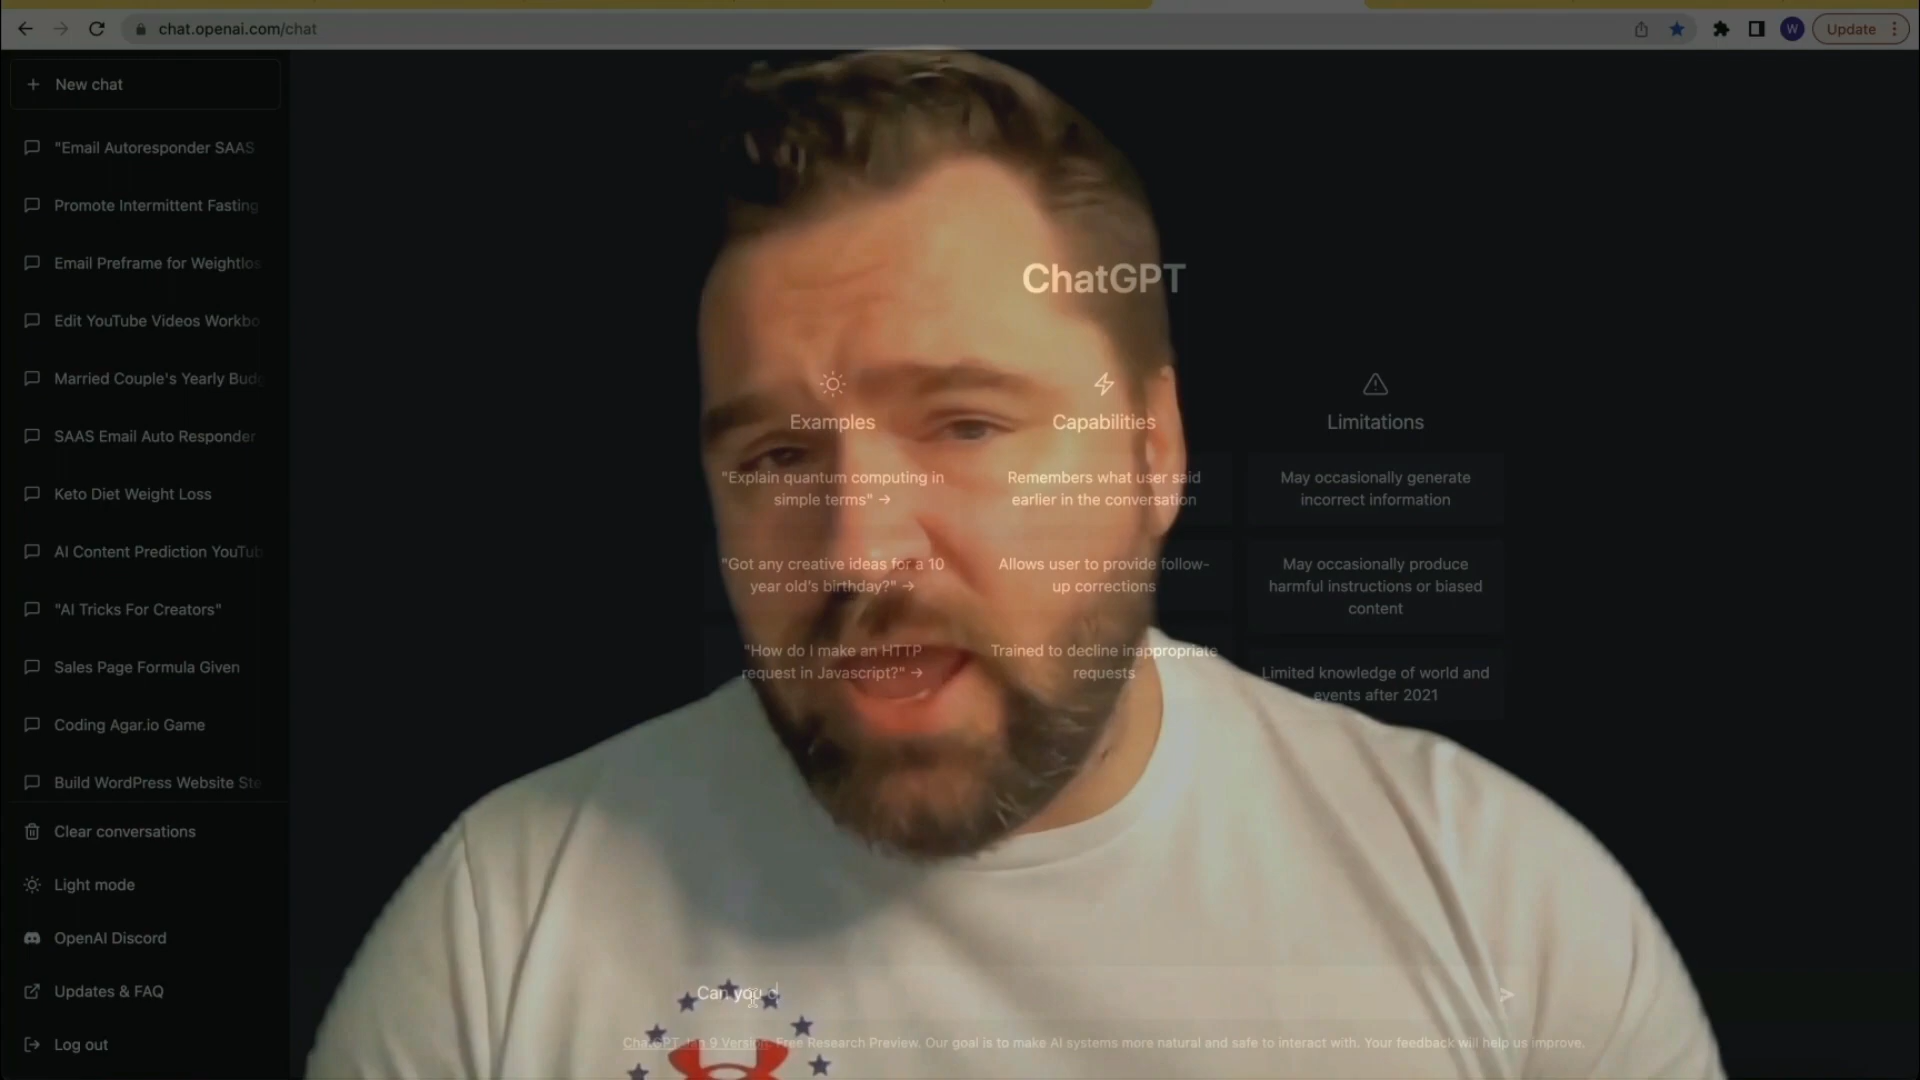 chat.openai.com/chat
W
Update
New chat
"Email Autoresponder SAAS
Promote Intermittent Fasting
Email Preframe for Weightlos
Edit YouTube Videos Workbo
Married Couple's Yearly Budg
SAAS Email Auto Responder
Keto Diet Weight Loss
AI Content Prediction YouTub
"AI Tricks For Creators"
Sales Page Formula Given
Coding Agar.io Game
Build WordPress Website Ste
Clear conversations
Light mode
OpenAI Discord
Updates & FAQ
Log out
ChatGPT
Examples
"Explain quantum computing in
simple terms" →
"Got any creative ideas for a 10
year old's birthday?" →
"How do I make an HTTP
request in Javascript?" →
Capabilities
Remembers what user said
earlier in the conversation
Allows user to provide follow-
up corrections
Trained to decline inappropriate
requests
Limitations
May occasionally generate
incorrect information
May occasionally produce
harmful instructions or biased
content
Limited knowledge of world and
events after 2021
Can you
ChatGPT Jan 9 Version. Free Research Preview. Our goal is to make AI systems more natural and safe to interact with. Your feedback will help us improve.